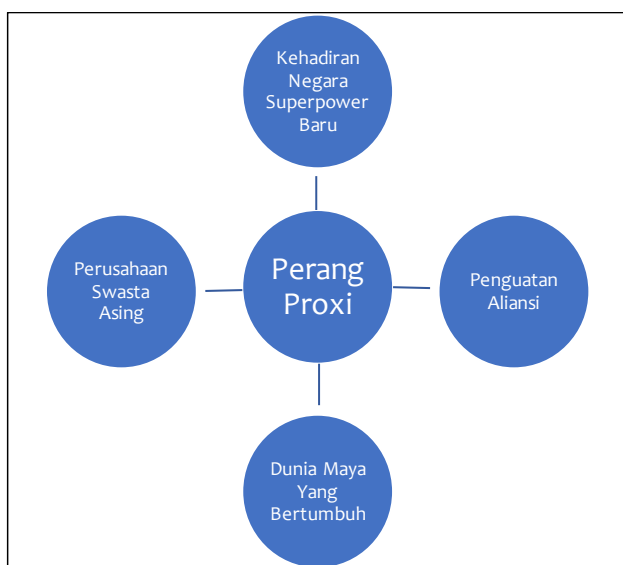 Kehadiran
Negara
Superpower
Baru
Perusahaan
Swasta
Asing
Perang
Proxi
Penguatan
Aliansi
Dunia Maya
Yang
Bertumbuh